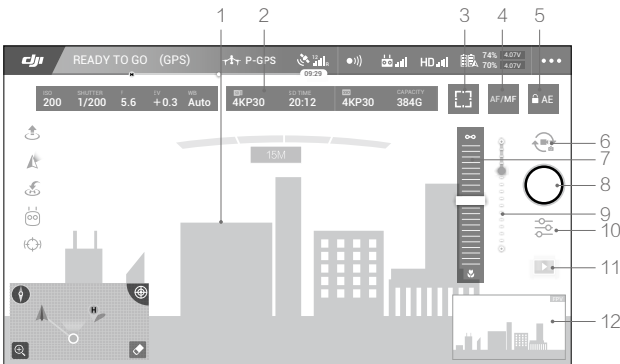 1 2 3 4 5
dji READY TO GO (GPS) P-GPS 12 R HD A 74% 4.07V 70% 4.07V
09:29
ISO SHUTTER F EV WB
200 1/200 5.6 +0.3 Auto
SD TIME
4KP30 20:12
CAPACITY
4KP30 384G
AF/MF
AE
15M
∞
H
6
7
8
9
10
11
12